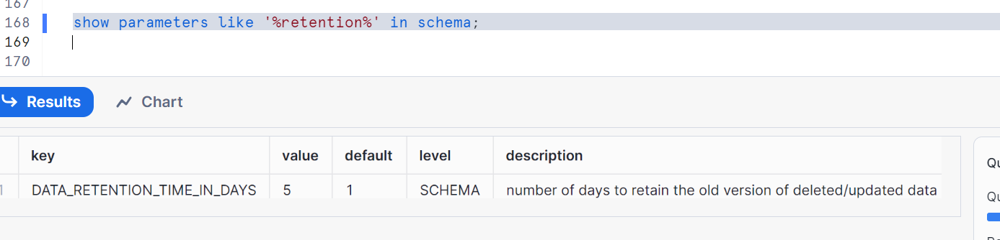 167
168 show parameters like '%retention%' in schema;
169
170
Results Chart
key value default level description
1 DATA_RETENTION_TIME_IN_DAYS 5 1 SCHEMA number of days to retain the old version of deleted/updated data